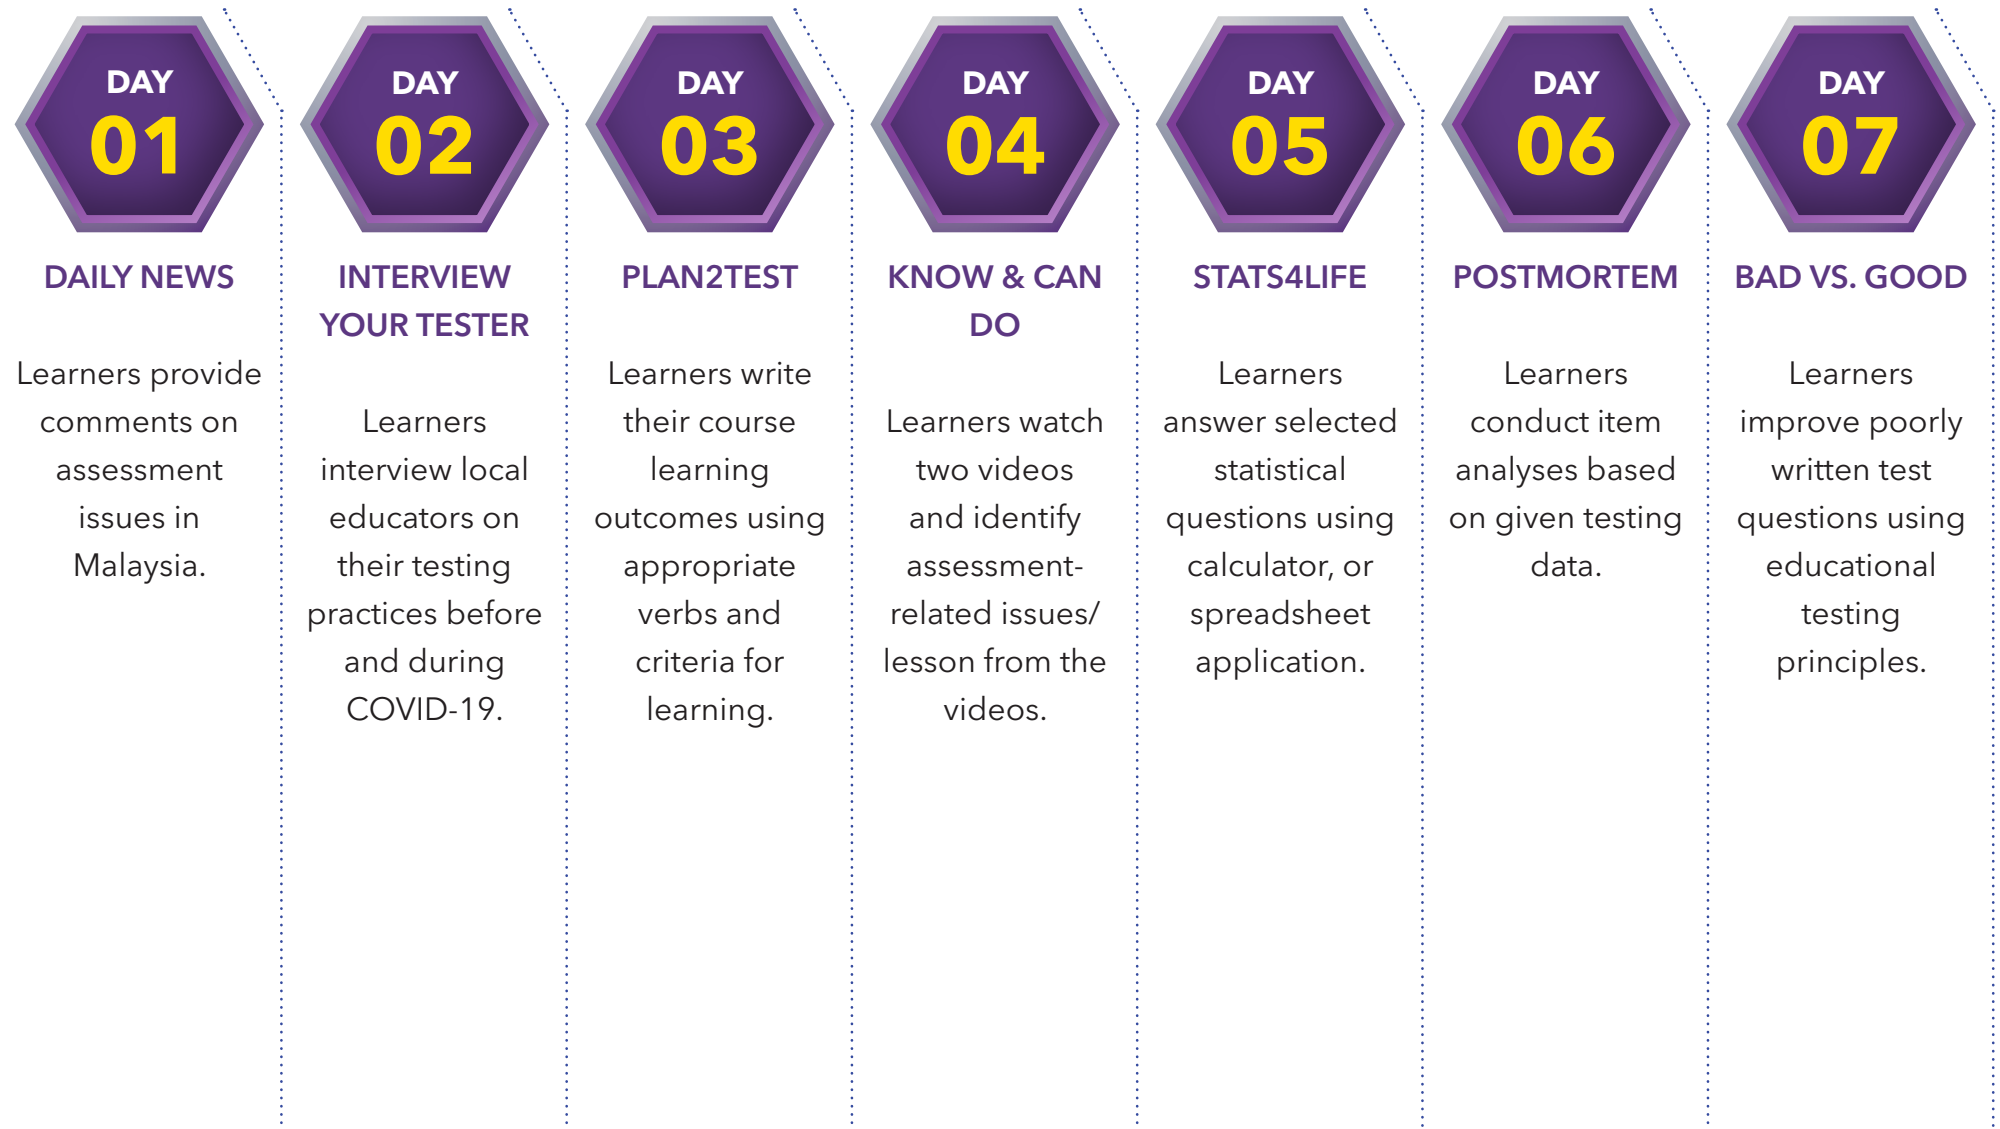 DAY
01
DAILY NEWS
Learners provide
comments on
assessment
issues in
Malaysia.
DAY
02
INTERVIEW
YOUR TESTER
Learners
interview local
educators on
their testing
practices before
and during
COVID-19.
DAY
03
PLAN2TEST
Learners write
their course
learning
outcomes using
appropriate
verbs and
criteria for
learning.
DAY
04
KNOW & CAN
DO
Learners watch
two videos
and identify
assessment-
related issues/
lesson from the
videos.
DAY
05
STATS4LIFE
Learners
answer selected
statistical
questions using
calculator, or
spreadsheet
application.
DAY
06
POSTMORTEM
Learners
conduct item
analyses based
on given testing
data.
DAY
07
BAD VS. GOOD
Learners
improve poorly
written test
questions using
educational
testing
principles.